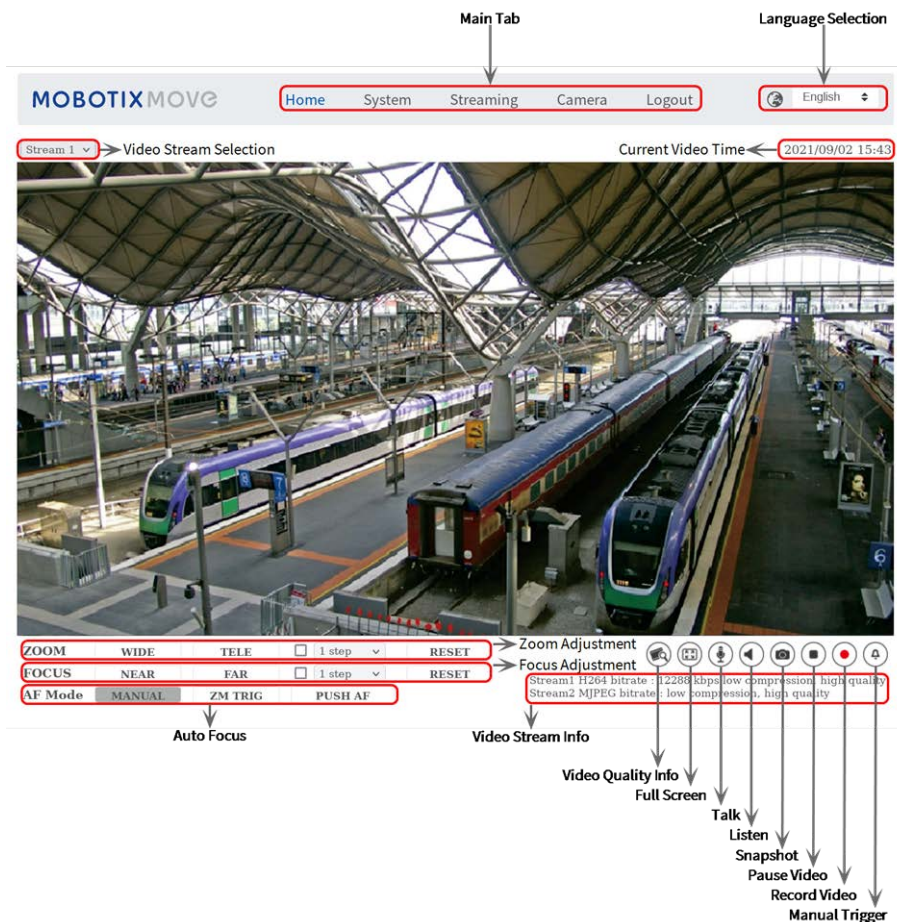 Main Tab
Language Selection
MOBOTIX MOVE
Home System Streaming Camera Logout
English
Stream 1
Video Stream Selection
Current Video Time
2021/09/02 15:43
8
7
6
ZOOM WIDE TELE 1 step RESET
Zoom Adjustment
FOCUS NEAR FAR 1 step RESET
Focus Adjustment
AF Mode MANUAL ZM TRIG PUSH AF
Stream1 H264 bitrate : 12288 kbps low compression, high quality
Stream2 MJPEG bitrate : low compression, high quality
Auto Focus
Video Stream Info
Video Quality Info
Full Screen
Talk
Listen
Snapshot
Pause Video
Record Video
Manual Trigger